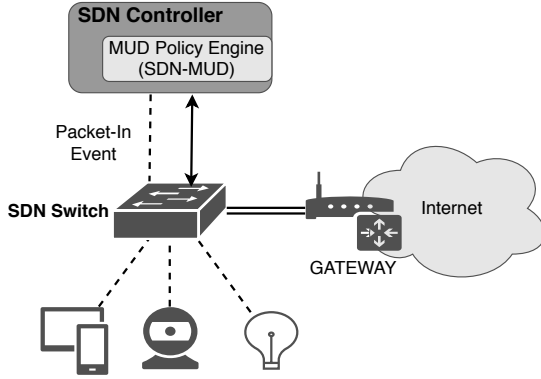 SDN Controller
MUD Policy Engine
(SDN-MUD)
Packet-In
Event
SDN Switch
Internet
GATEWAY